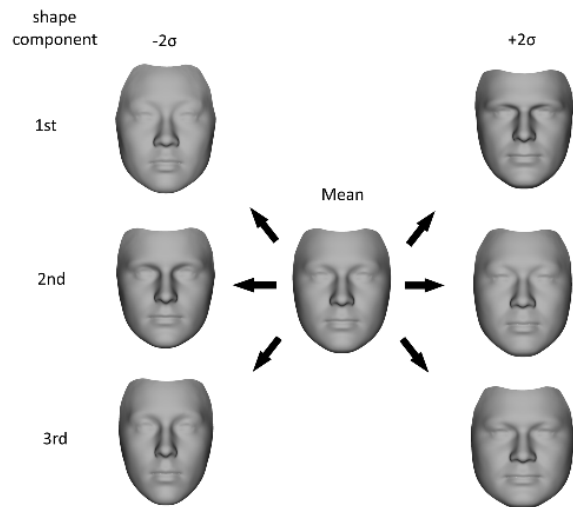 shape
component
-2σ
+2σ
1st
Mean
2nd
3rd